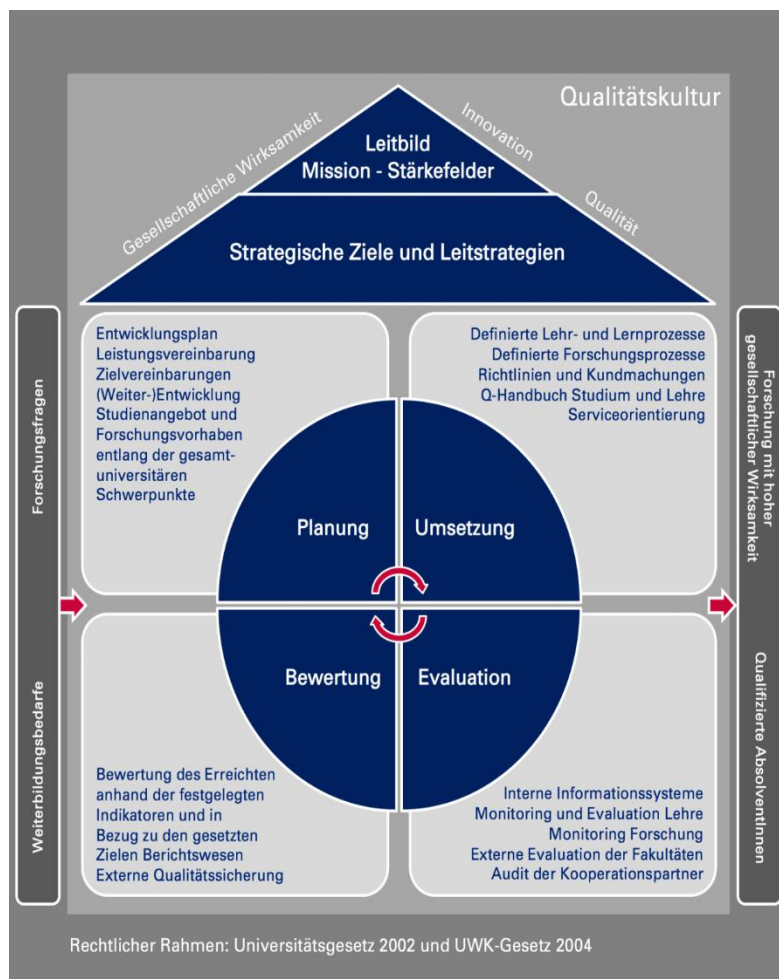 Qualitätskultur
Gesellschaftliche Wirksamkeit
Innovation
Qualität
Leitbild
Mission - Stärkefelder
Strategische Ziele und Leitstrategien
Forschungsfragen
Weiterbildungsbedarfe
Entwicklungsplan
Leistungsvereinbarung
Zielvereinbarungen
(Weiter-)Entwicklung
Studienangebot und
Forschungsvorhaben
entlang der gesamt-
universitären
Schwerpunkte
Definierte Lehr- und Lernprozesse
Definierte Forschungsprozesse
Richtlinien und Kundmachungen
Q-Handbuch Studium und Lehre
Serviceorientierung
Planung
Umsetzung
Bewertung
Evaluation
Bewertung des Erreichten
anhand der festgelegten
Indikatoren und in
Bezug zu den gesetzten
Zielen Berichtswesen
Externe Qualitätssicherung
Interne Informationssysteme
Monitoring und Evaluation Lehre
Monitoring Forschung
Externe Evaluation der Fakultäten
Audit der Kooperationspartner
Forschung mit hoher
gesellschaftlicher Wirksamkeit
Qualifizierte AbsolventInnen
Rechtlicher Rahmen: Universitätsgesetz 2002 und UWK-Gesetz 2004